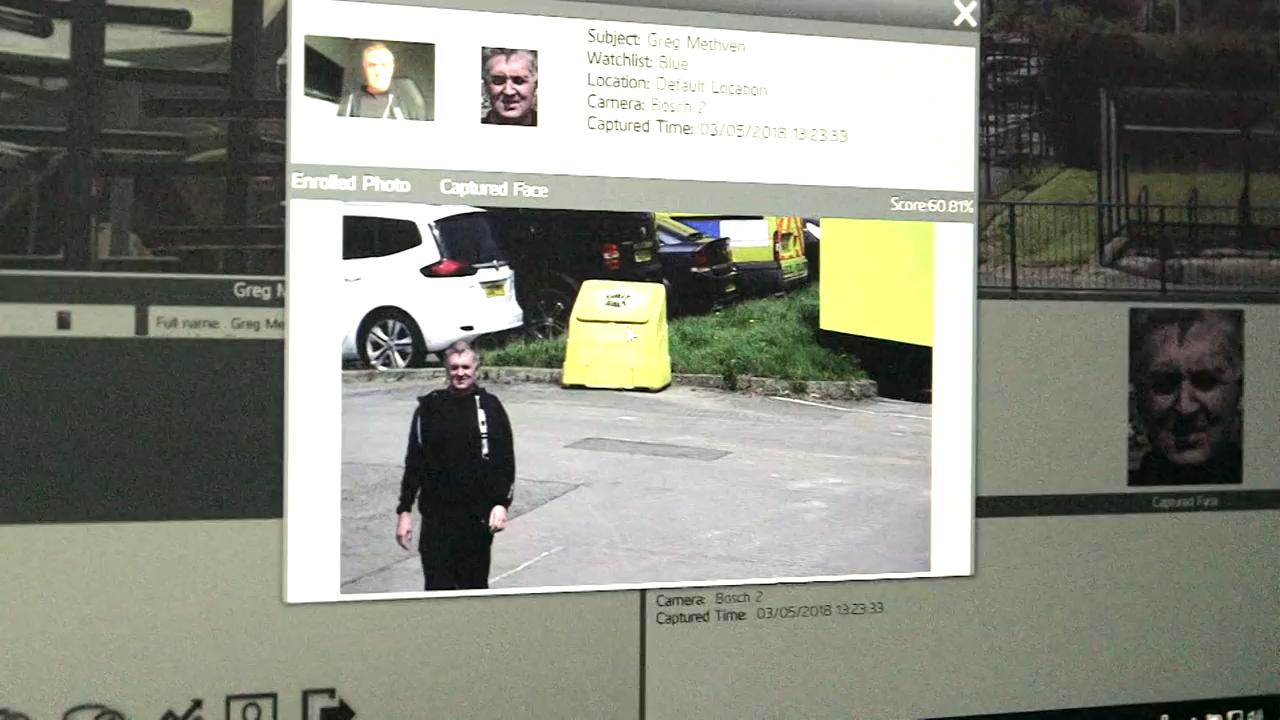 Subject: Greg Methven
Watchlist: Blue
Location: Default Location
Camera: Bosch 2
Captured Time: 03/05/2018 13:23:33
Enrolled Photo
Captured Face
Score:60.81%
Greg M
Full name : Greg Me
Captured Face
Camera: Bosch 2
Captured Time: 03/05/2018 13:23:33